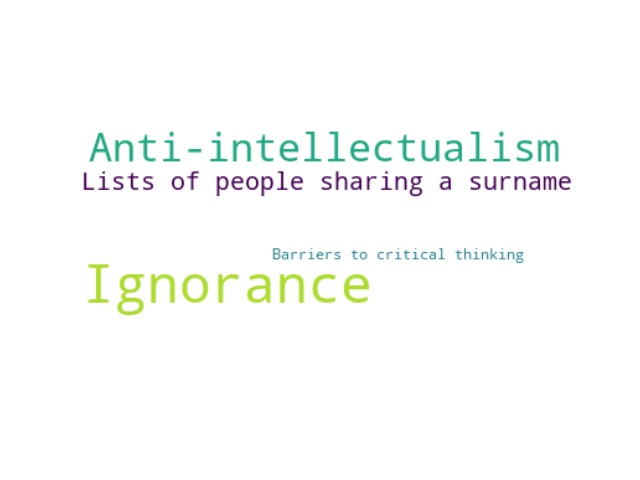 Anti-intellectualism
Lists of people sharing a surname
Barriers to critical thinking
Ignorance